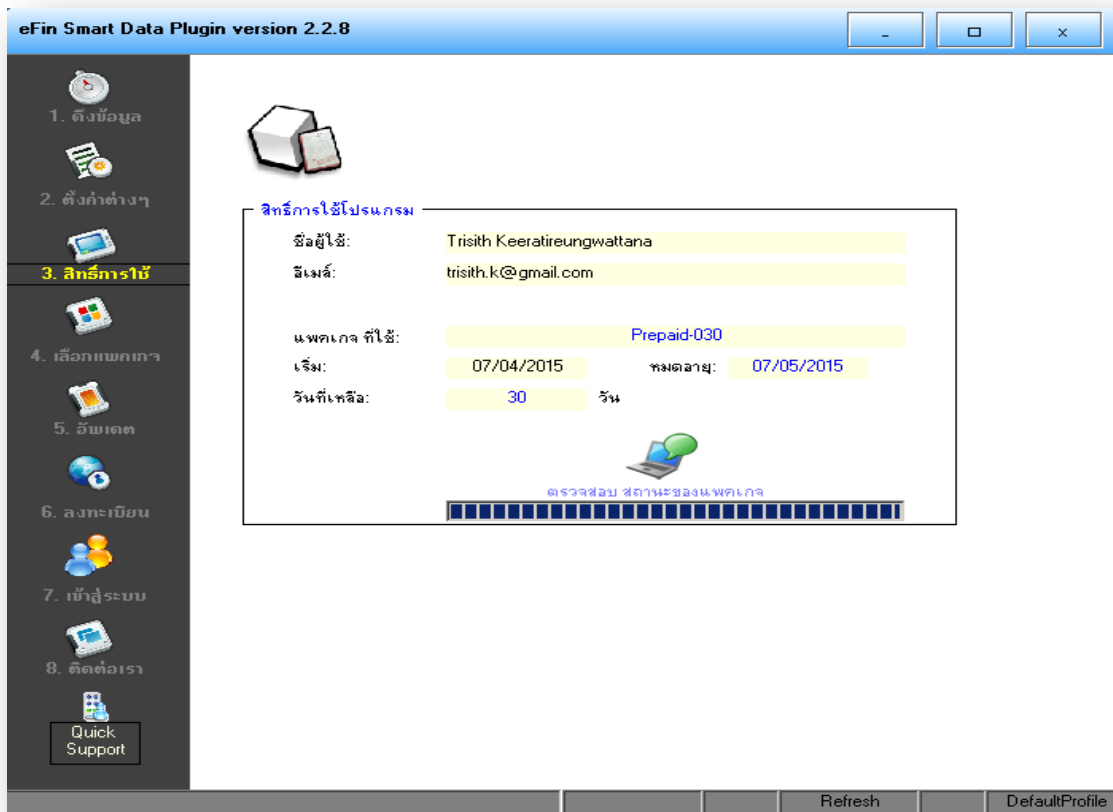 eFin Smart Data Plugin version 2.2.8
1. ดึงข้อมูล
2. ตั้งค่าต่างๆ
3. สิทธิ์การใช้
4. เลือกแพคเกจ
5. อัพเดต
6. ลงทะเบียน
7. เข้าสู่ระบบ
8. ติดต่อเรา
Quick
Support
สิทธิ์การใช้โปรแกรม
ชื่อผู้ใช้: Trisith Keeratireungwattana
อีเมล์: trisith.k@gmail.com
แพคเกจ ที่ใช้: Prepaid-030
เริ่ม: 07/04/2015 หมดอายุ: 07/05/2015
วันที่เหลือ: 30 วัน
ตรวจสอบ สถานะของแพคเกจ
Refresh DefaultProfile